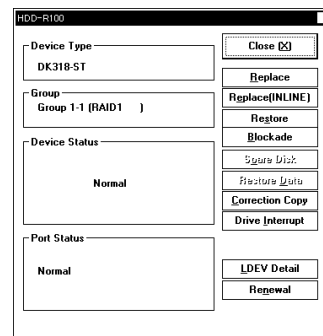 HDD-R100
Device Type
DK318-ST
Group
Group 1-1 (RAID1 )
Device Status
Normal
Port Status
Normal
Close (X)
Replace
Replace(INLINE)
Restore
Blockade
Spare Disk
Restore Data
Correction Copy
Drive Interrupt
LDEV Detail
Renewal